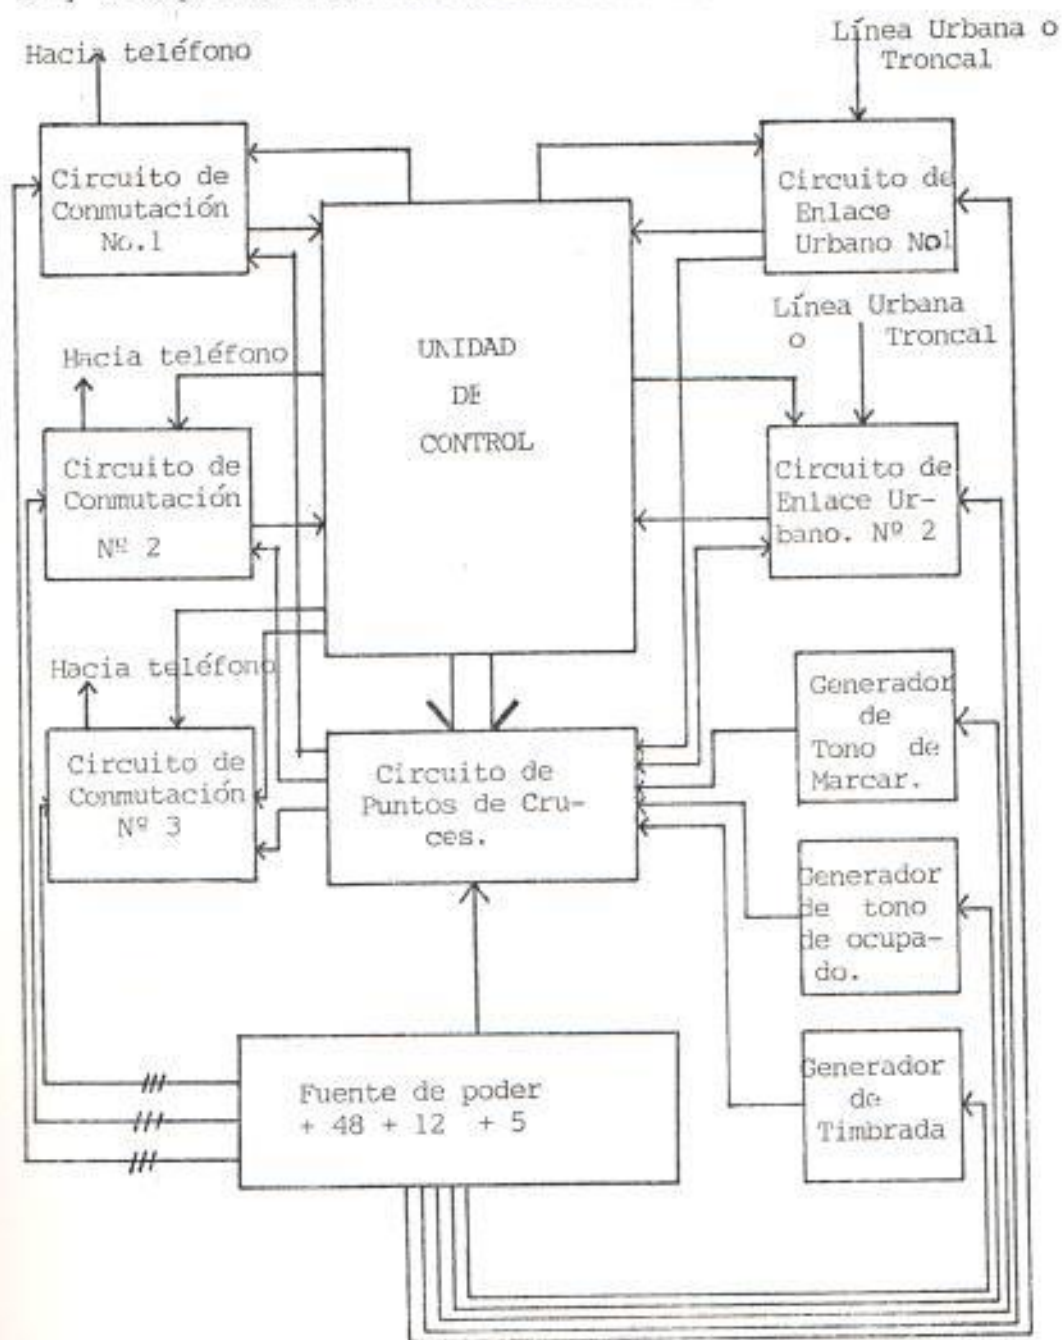 Hacia teléfono
Línea Urbana o
Troncal
Circuito de
Conmutación
No.1
Circuito de
Enlace
Urbano No1
UNIDAD
DE
CONTROL
Línea Urbana
o Troncal
Hacia teléfono
Circuito de
Conmutación
Nº 2
Circuito de
Enlace Ur-
bano. Nº 2
Hacia teléfono
Circuito de
Conmutación
Nº 3
Circuito de
Puntos de Cru-
ces.
Generador
de
Tono de
Marcar.
Generador
de tono
de ocupa-
do.
Fuente de poder
+ 48 + 12 + 5
Generador
de
Timbrada